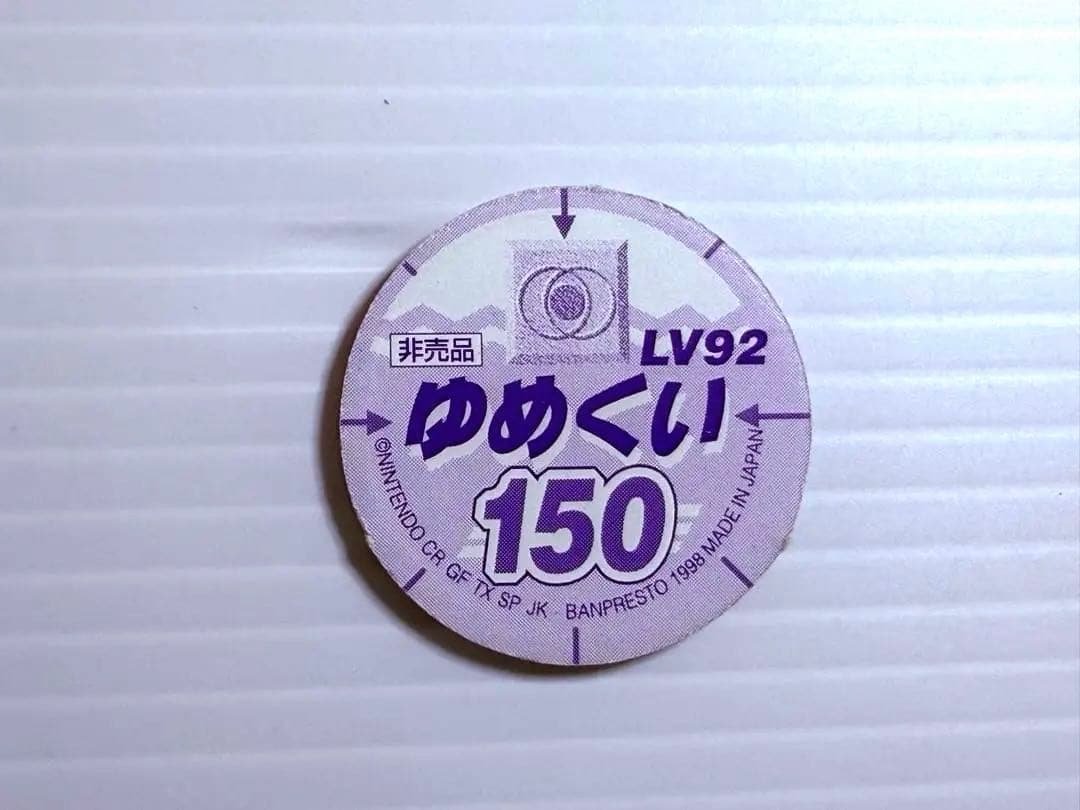 非売品
LV92
ゆめくい
150
©NINTENDO CR GF TX SP JK · BANPRESTO 1998 MADE IN JAPAN